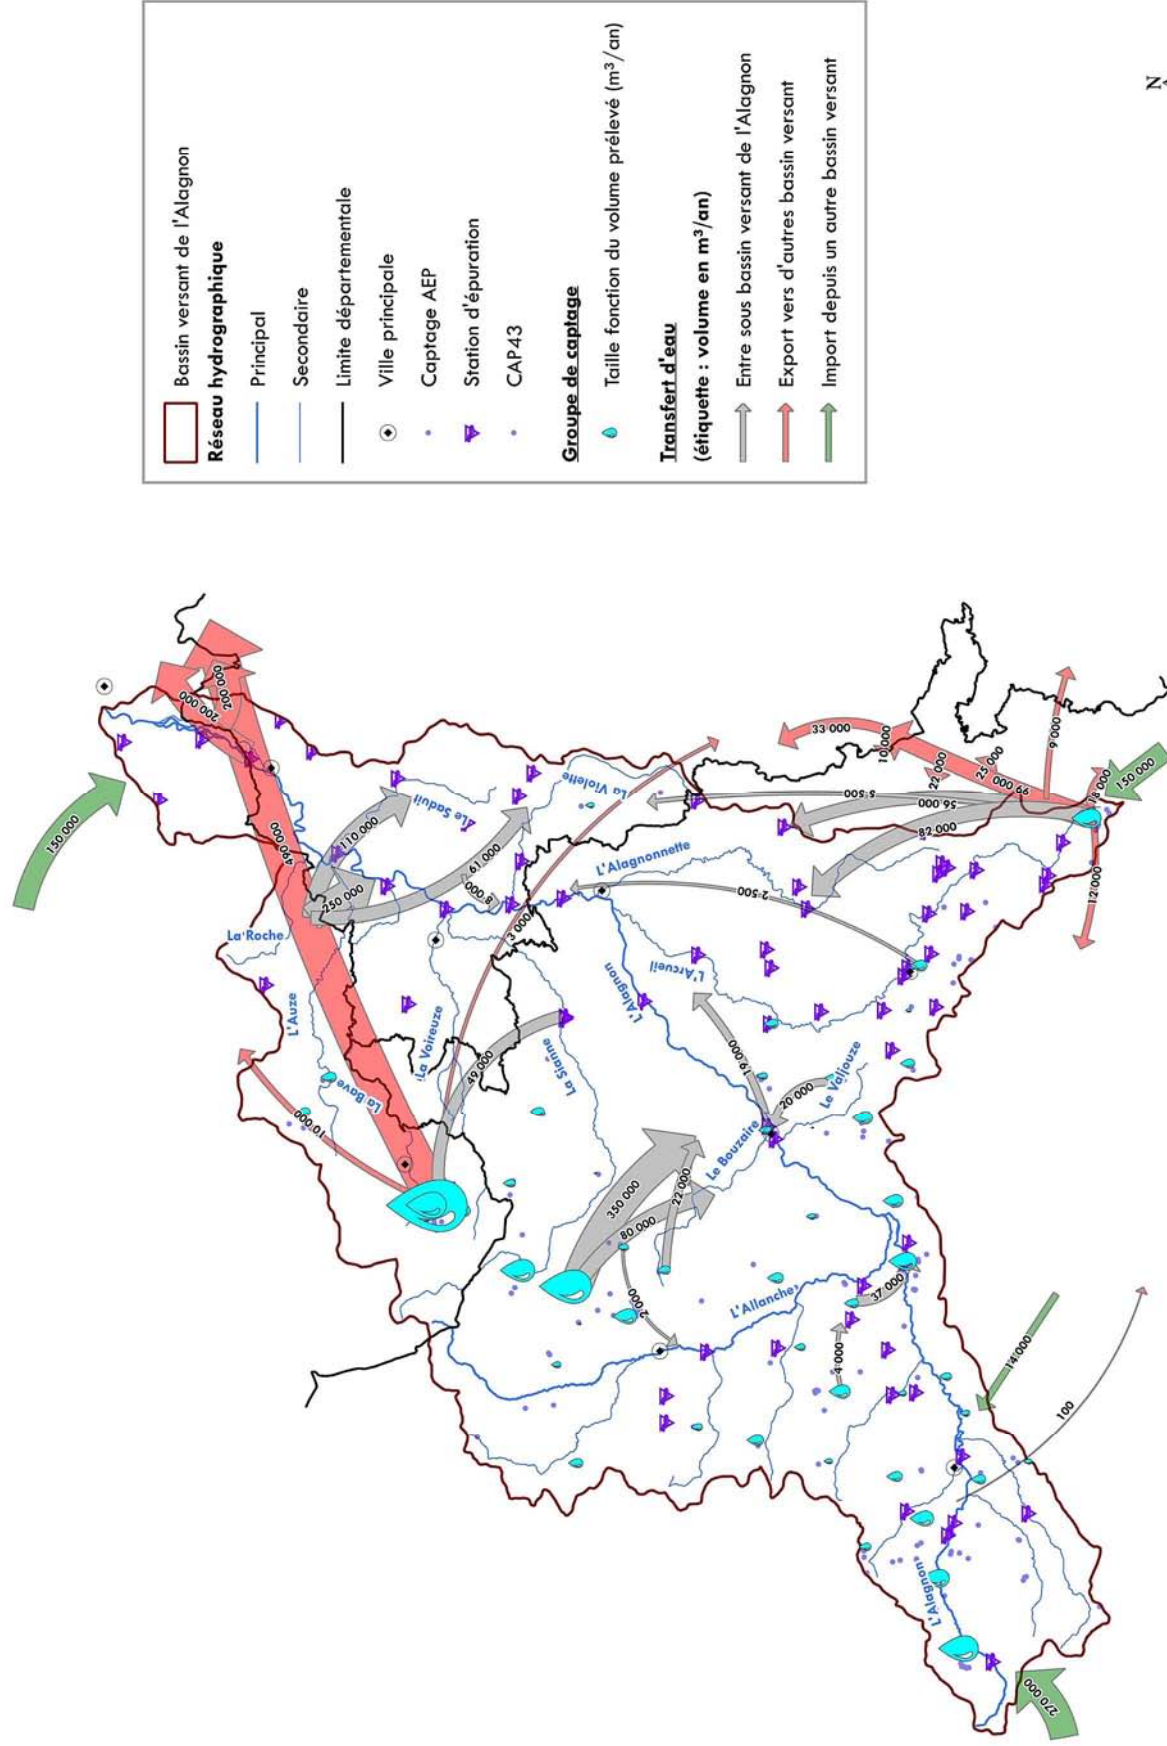 Bassin versant de l'Alagnon
Réseau hydrographique
Principal
Secondaire
Limite départementale
Ville principale
Captage AEP
Station d'épuration
CAP43
Groupe de captage
Taille fonction du volume prélevé (m³/an)
Transfert d'eau
(étiquette : volume en m³/an)
Entre sous bassin versant de l'Alagnon
Export vers d'autres bassin versant
Import depuis un autre bassin versant
N
150 000
200 000
200 000
490 000
110 000
Le Saduit
250 000
La Roche
L'Auze
61 000
8 000
La Violette
3 000
10 000
La Bave
La Voireuze
49 000
La Sianne
L'Alagnonnette
L'Alagnon
L'Arcueil
2 500
5 500
56 000
82 000
33 000
10 000
22 000
25 000
99 000
9 000
18 000
150 000
12 000
19 000
20 000
Le Valjouze
Le Bouzaire
350 000
80 000
22 000
2 000
L'Allanche
37 000
4 000
14 000
100
L'Alagnon
270 000